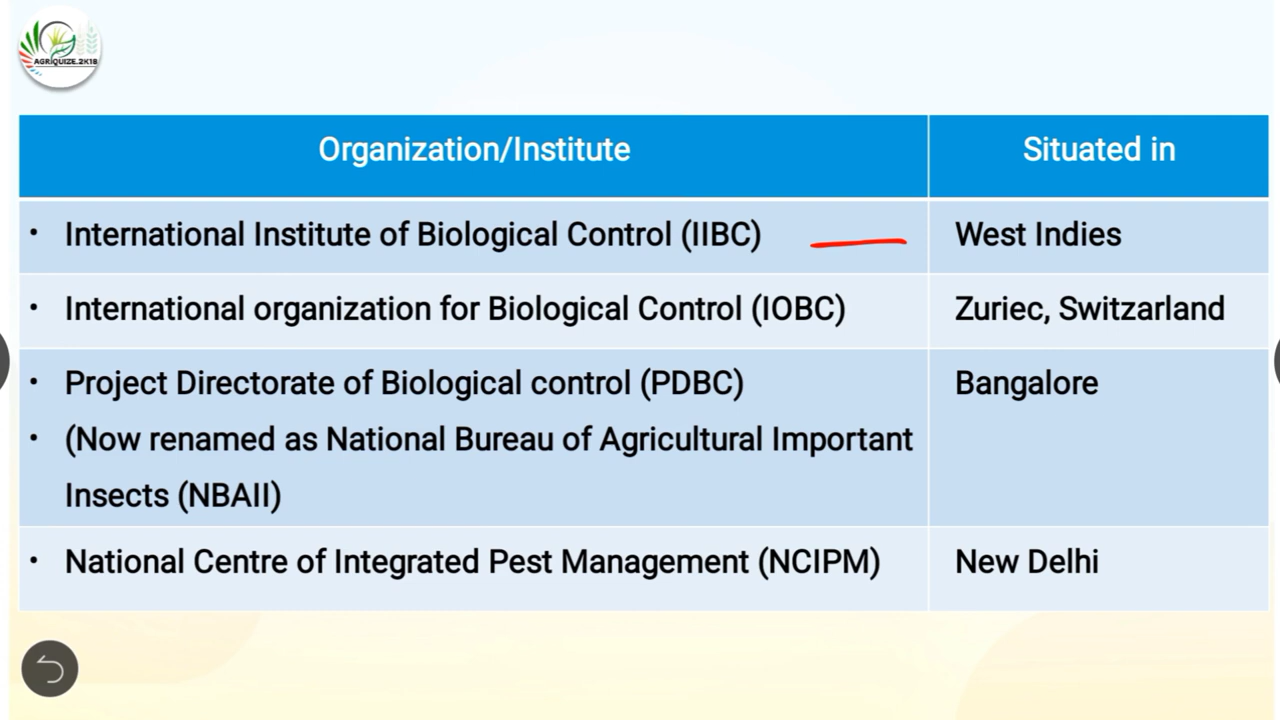 AGRIQUIZE.2K18
Organization/Institute
Situated in
• International Institute of Biological Control (IIBC)
West Indies
• International organization for Biological Control (IOBC)
Zuriec, Switzarland
• Project Directorate of Biological control (PDBC)
Bangalore
• (Now renamed as National Bureau of Agricultural Important
Insects (NBAII)
• National Centre of Integrated Pest Management (NCIPM)
New Delhi